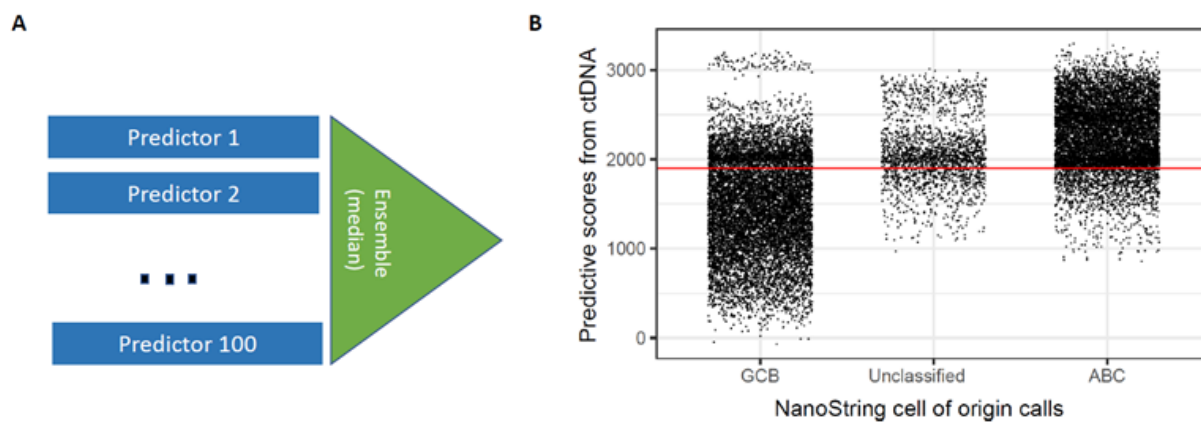 A
Predictor 1
Predictor 2
Predictor 100
Ensemble
(median)
B
Predictive scores from ctDNA
3000
2000
1000
0
GCB
Unclassified
ABC
NanoString cell of origin calls